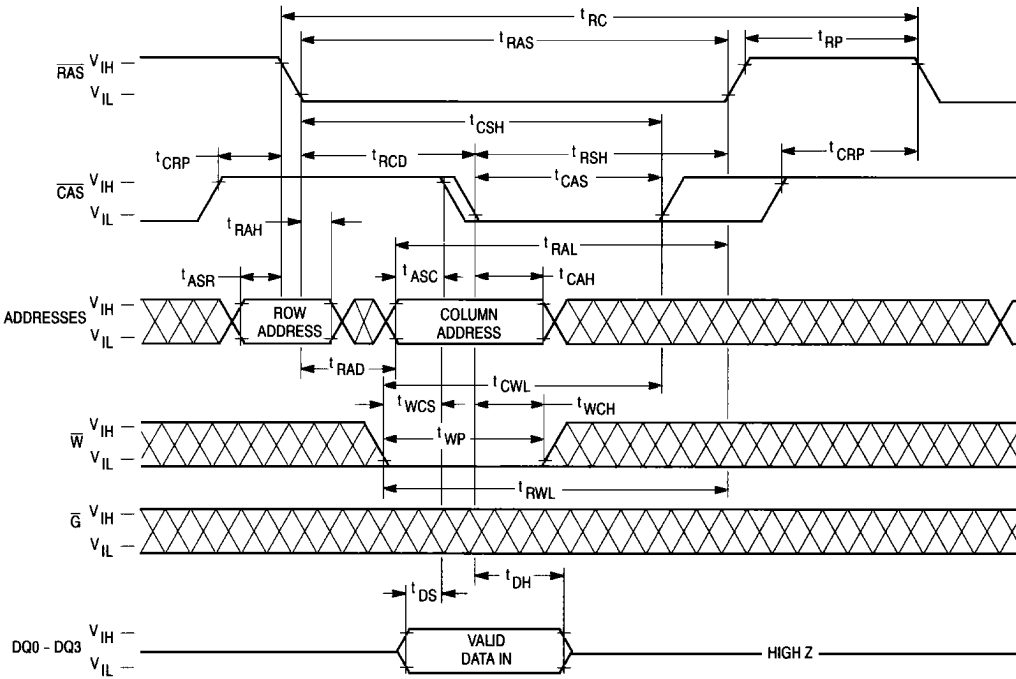 tRC
tRAS
tRP
RAS VIH
VIL
tCSH
tCRP
tRCD
tRSH
tCRP
CAS VIH
VIL
tCAS
tRAH
tRAL
tASR
tASC
tCAH
ADDRESSES VIH
VIL
ROW ADDRESS
COLUMN ADDRESS
tRAD
tCWL
tWCS
tWCH
W VIH
VIL
tWP
tRWL
G VIH
VIL
tDS
tDH
DQ0 - DQ3 VIH
VIL
VALID DATA IN
HIGH Z